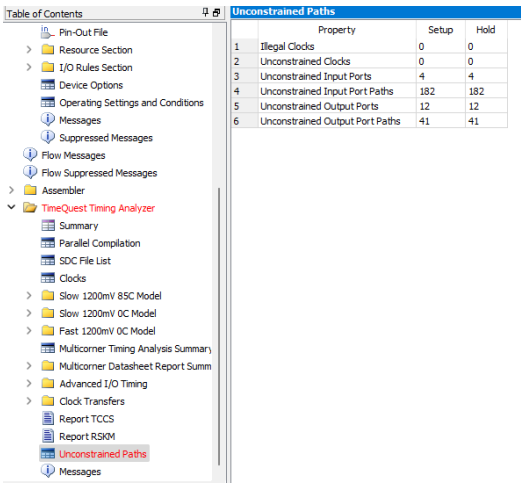 Table of Contents
Pin-Out File
Resource Section
I/O Rules Section
Device Options
Operating Settings and Conditions
Messages
Suppressed Messages
Flow Messages
Flow Suppressed Messages
Assembler
TimeQuest Timing Analyzer
Summary
Parallel Compilation
SDC File List
Clocks
Slow 1200mV 85C Model
Slow 1200mV 0C Model
Fast 1200mV 0C Model
Multicorner Timing Analysis Summary
Multicorner Datasheet Report Summ
Advanced I/O Timing
Clock Transfers
Report TCCS
Report RSKM
Unconstrained Paths
Messages
Unconstrained Paths
Property Setup Hold
1 Illegal Clocks 0 0
2 Unconstrained Clocks 0 0
3 Unconstrained Input Ports 4 4
4 Unconstrained Input Port Paths 182 182
5 Unconstrained Output Ports 12 12
6 Unconstrained Output Port Paths 41 41